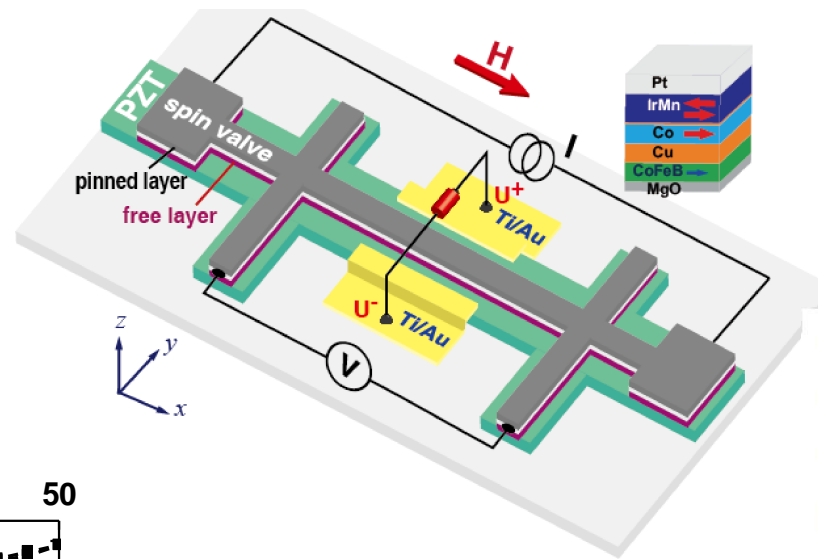 H
PZT
spin valve
I
Pt
IrMn
Co
Cu
CoFeB
MgO
pinned layer
free layer
U+
Ti/Au
U-
Ti/Au
V
z
y
x
50